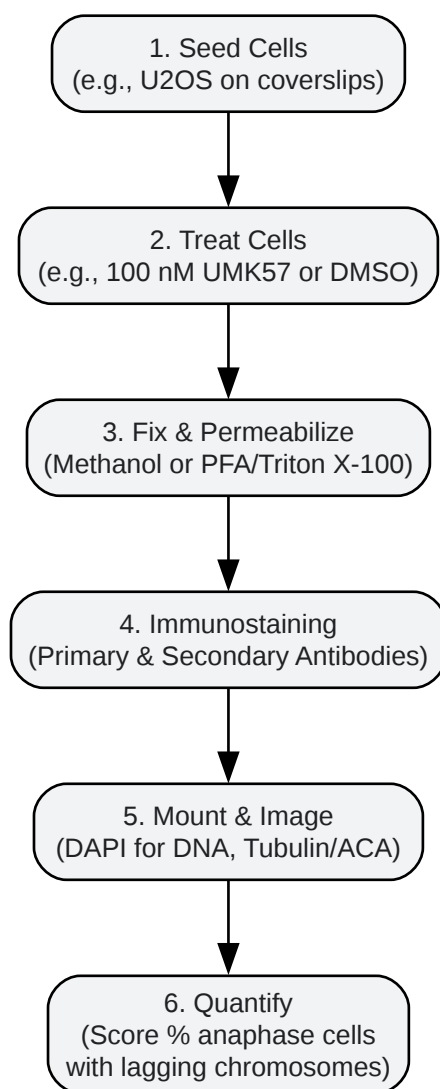 1. Seed Cells
(e.g., U2OS on coverslips)
2. Treat Cells
(e.g., 100 nM UMK57 or DMSO)
3. Fix & Permeabilize
(Methanol or PFA/Triton X-100)
4. Immunostaining
(Primary & Secondary Antibodies)
5. Mount & Image
(DAPI for DNA, Tubulin/ACA)
6. Quantify
(Score % anaphase cells
with lagging chromosomes)